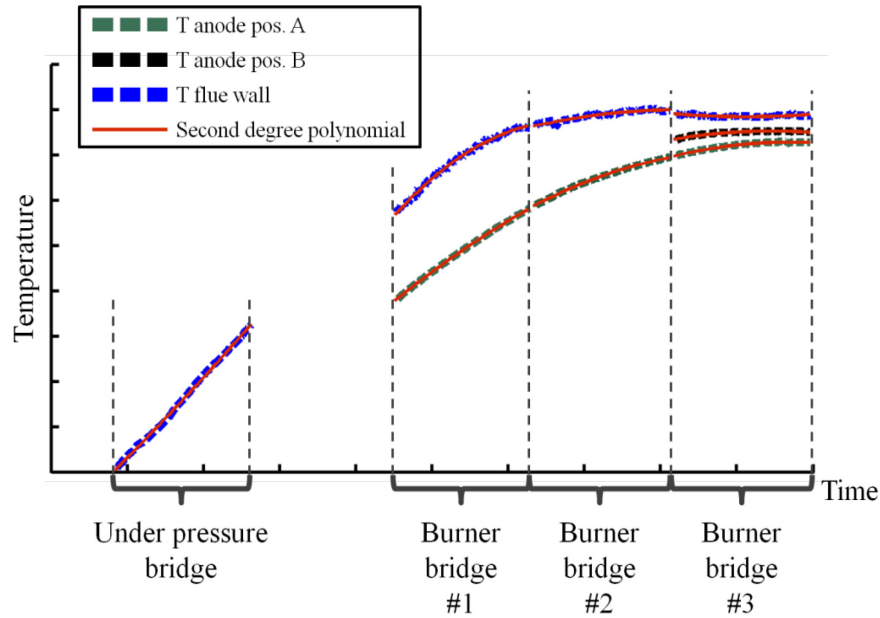 T anode pos. A
T anode pos. B
T flue wall
Second degree polynomial
Temperature
Time
Under pressure
bridge
Burner
bridge
#1
Burner
bridge
#2
Burner
bridge
#3